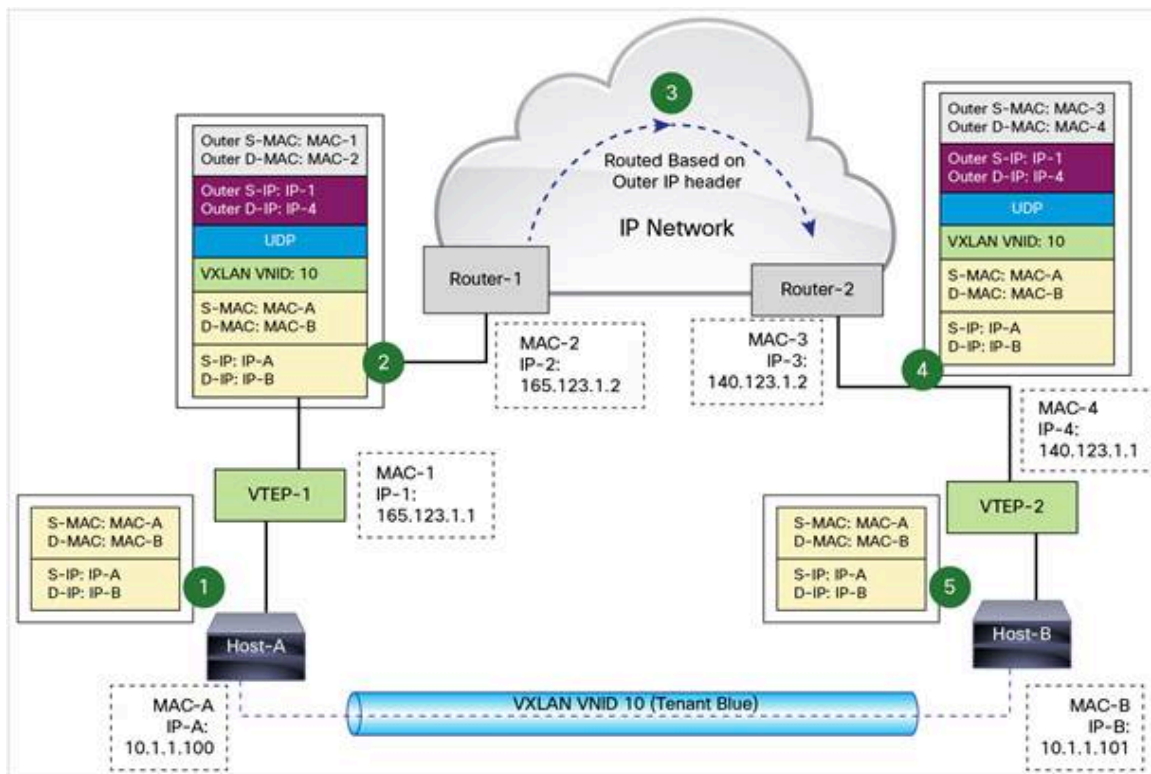 3
Routed Based on
Outer IP header
IP Network
Outer S-MAC: MAC-1
Outer D-MAC: MAC-2
Outer S-IP: IP-1
Outer D-IP: IP-4
UDP
VXLAN VNID: 10
S-MAC: MAC-A
D-MAC: MAC-B
S-IP: IP-A
D-IP: IP-B
2
Router-1
MAC-2
IP-2:
165.123.1.2
Router-2
MAC-3
IP-3:
140.123.1.2
Outer S-MAC: MAC-3
Outer D-MAC: MAC-4
Outer S-IP: IP-1
Outer D-IP: IP-4
UDP
VXLAN VNID: 10
S-MAC: MAC-A
D-MAC: MAC-B
S-IP: IP-A
D-IP: IP-B
4
MAC-4
IP-4:
140.123.1.1
VTEP-1
MAC-1
IP-1:
165.123.1.1
VTEP-2
S-MAC: MAC-A
D-MAC: MAC-B
S-IP: IP-A
D-IP: IP-B
1
Host-A
S-MAC: MAC-A
D-MAC: MAC-B
S-IP: IP-A
D-IP: IP-B
5
Host-B
MAC-A
IP-A:
10.1.1.100
VXLAN VNID 10 (Tenant Blue)
MAC-B
IP-B:
10.1.1.101